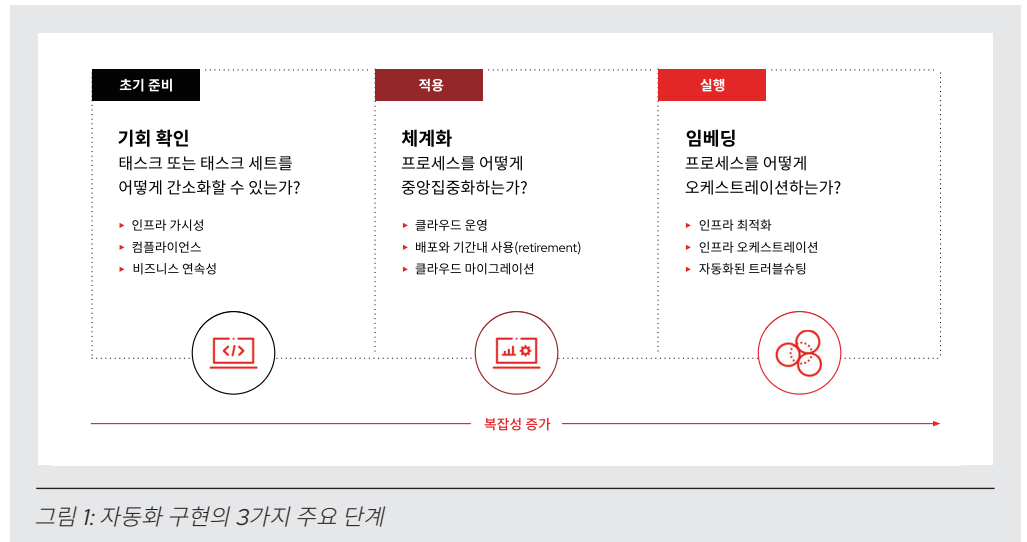 초기 준비
기회 확인
태스크 또는 태스크 세트를
어떻게 간소화할 수 있는가?
인프라 가시성
컴플라이언스
비즈니스 연속성
</>
적용
체계화
프로세스를 어떻게
중앙집중화하는가?
클라우드 운영
배포와 기간내 사용(retirement)
클라우드 마이그레이션
실행
임베딩
프로세스를 어떻게
오케스트레이션하는가?
인프라 최적화
인프라 오케스트레이션
자동화된 트러블슈팅
복잡성 증가
그림 1: 자동화 구현의 3가지 주요 단계